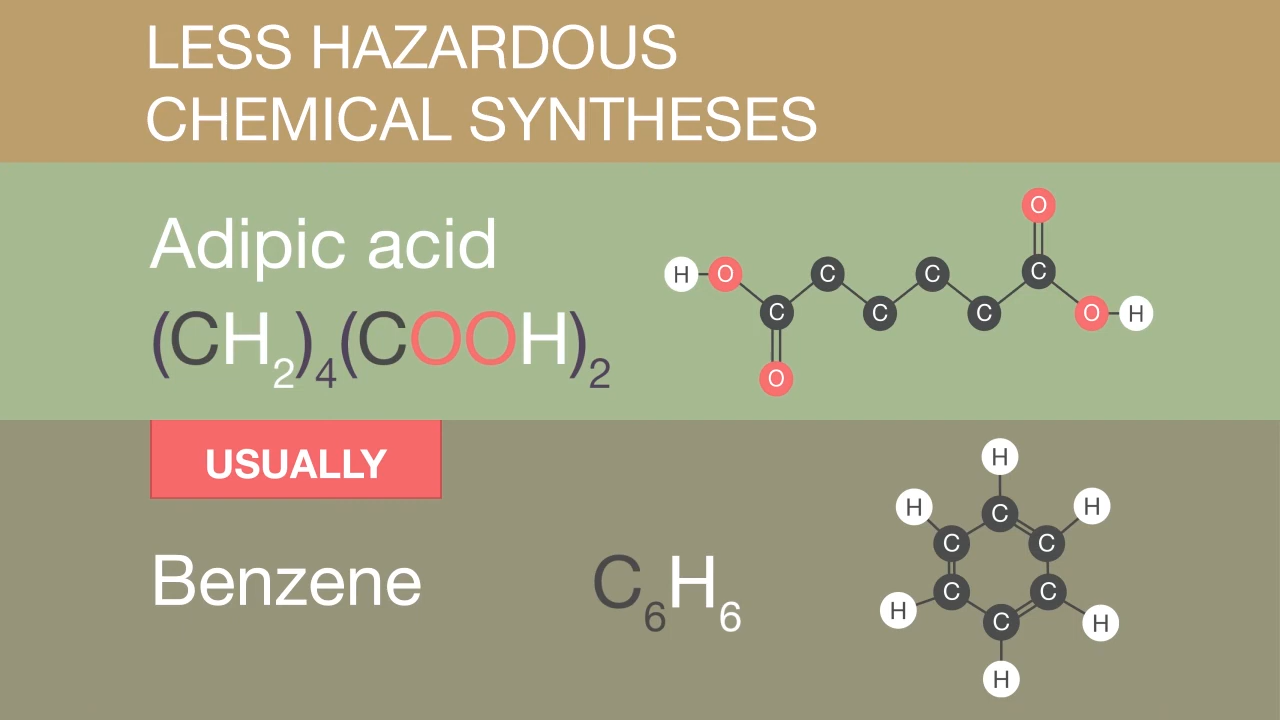 LESS HAZARDOUS
CHEMICAL SYNTHESES
Adipic acid
(CH₂)₄(COOH)₂
O
H O C C C C C C O H
O
USUALLY
Benzene
C₆H₆
H
H H
C
C C
C C
H H
C
H